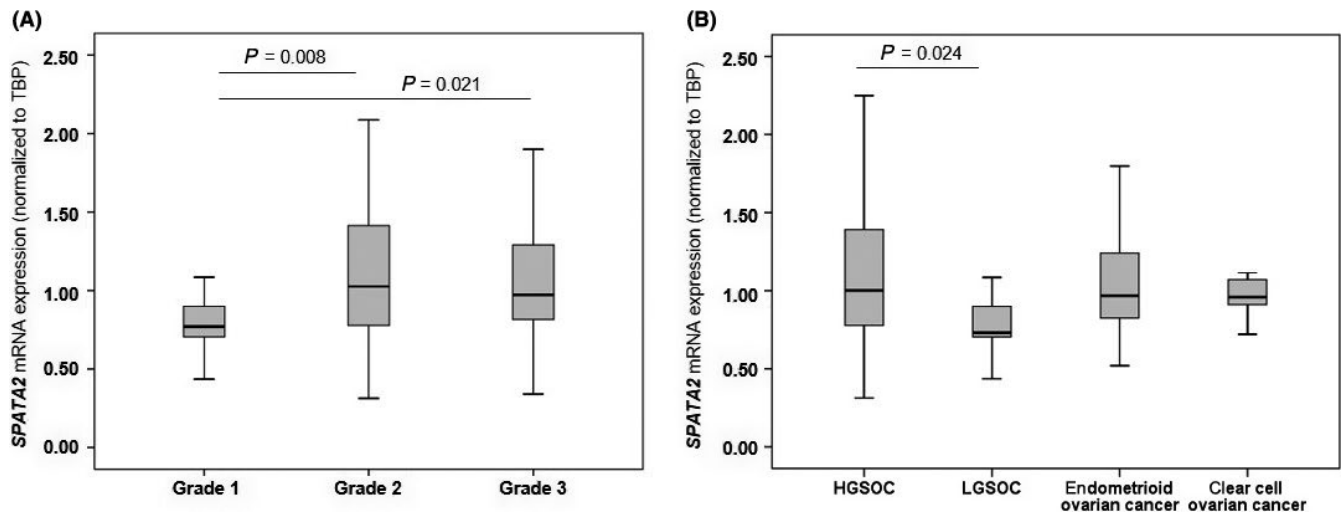 (A)
SPATA2 mRNA expression (normalized to TBP)
2.50
2.00
1.50
1.00
0.50
0.00
P = 0.008
P = 0.021
Grade 1
Grade 2
Grade 3
(B)
SPATA2 mRNA expression (normalized to TBP)
2.50
2.00
1.50
1.00
0.50
0.00
P = 0.024
HGSOC
LGSOC
Endometrioid
ovarian cancer
Clear cell
ovarian cancer